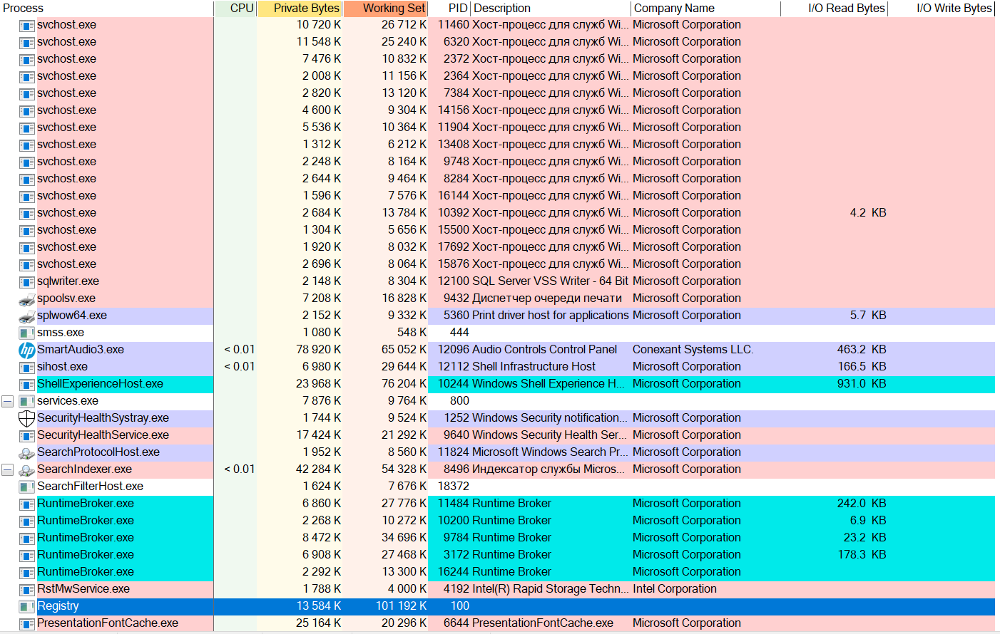 Process CPU Private Bytes Working Set PID Description Company Name I/O Read Bytes I/O Write Bytes
svchost.exe 10 720 K 26 712 K 11460 Хост-процесс для служб Wi... Microsoft Corporation
svchost.exe 11 548 K 25 240 K 6320 Хост-процесс для служб Wi... Microsoft Corporation
svchost.exe 7 476 K 10 832 K 2372 Хост-процесс для служб Wi... Microsoft Corporation
svchost.exe 2 008 K 11 156 K 2364 Хост-процесс для служб Wi... Microsoft Corporation
svchost.exe 2 820 K 13 120 K 7384 Хост-процесс для служб Wi... Microsoft Corporation
svchost.exe 4 600 K 9 304 K 14156 Хост-процесс для служб Wi... Microsoft Corporation
svchost.exe 5 536 K 10 364 K 11904 Хост-процесс для служб Wi... Microsoft Corporation
svchost.exe 1 312 K 6 212 K 13408 Хост-процесс для служб Wi... Microsoft Corporation
svchost.exe 2 248 K 8 164 K 9748 Хост-процесс для служб Wi... Microsoft Corporation
svchost.exe 2 644 K 9 464 K 8284 Хост-процесс для служб Wi... Microsoft Corporation
svchost.exe 1 596 K 7 576 K 16144 Хост-процесс для служб Wi... Microsoft Corporation
svchost.exe 2 684 K 13 784 K 10392 Хост-процесс для служб Wi... Microsoft Corporation 4.2 KB
svchost.exe 1 304 K 5 656 K 15500 Хост-процесс для служб Wi... Microsoft Corporation
svchost.exe 1 920 K 8 032 K 17692 Хост-процесс для служб Wi... Microsoft Corporation
svchost.exe 2 696 K 8 064 K 15876 Хост-процесс для служб Wi... Microsoft Corporation
sqlwriter.exe 2 148 K 8 304 K 12100 SQL Server VSS Writer - 64 Bit Microsoft Corporation
spoolsv.exe 7 208 K 16 828 K 9432 Диспетчер очереди печати Microsoft Corporation
splwow64.exe 2 152 K 9 332 K 5360 Print driver host for applications Microsoft Corporation 5.7 KB
smss.exe 1 080 K 548 K 444
hp SmartAudio3.exe < 0.01 78 920 K 65 052 K 12096 Audio Controls Control Panel Conexant Systems LLC. 463.2 KB
sihost.exe < 0.01 6 980 K 29 644 K 12112 Shell Infrastructure Host Microsoft Corporation 166.5 KB
ShellExperienceHost.exe 23 968 K 76 204 K 10244 Windows Shell Experience H... Microsoft Corporation 931.0 KB
services.exe 7 876 K 9 764 K 800
SecurityHealthSystray.exe 1 744 K 9 524 K 1252 Windows Security notification... Microsoft Corporation
SecurityHealthService.exe 17 424 K 21 292 K 9640 Windows Security Health Ser... Microsoft Corporation
SearchProtocolHost.exe 1 952 K 8 560 K 11824 Microsoft Windows Search Pr... Microsoft Corporation
SearchIndexer.exe < 0.01 42 284 K 54 328 K 8496 Индексатор службы Micros... Microsoft Corporation
SearchFilterHost.exe 1 624 K 7 676 K 18372
RuntimeBroker.exe 6 860 K 27 776 K 11484 Runtime Broker Microsoft Corporation 242.0 KB
RuntimeBroker.exe 2 268 K 10 272 K 10200 Runtime Broker Microsoft Corporation 6.9 KB
RuntimeBroker.exe 8 472 K 34 696 K 9784 Runtime Broker Microsoft Corporation 23.2 KB
RuntimeBroker.exe 6 908 K 27 468 K 3172 Runtime Broker Microsoft Corporation 178.3 KB
RuntimeBroker.exe 2 292 K 13 300 K 16244 Runtime Broker Microsoft Corporation
RstMwService.exe 1 788 K 4 000 K 4192 Intel(R) Rapid Storage Techn... Intel Corporation
Registry 13 584 K 101 192 K 100
PresentationFontCache.exe 25 164 K 20 296 K 6644 PresentationFontCache.exe Microsoft Corporation